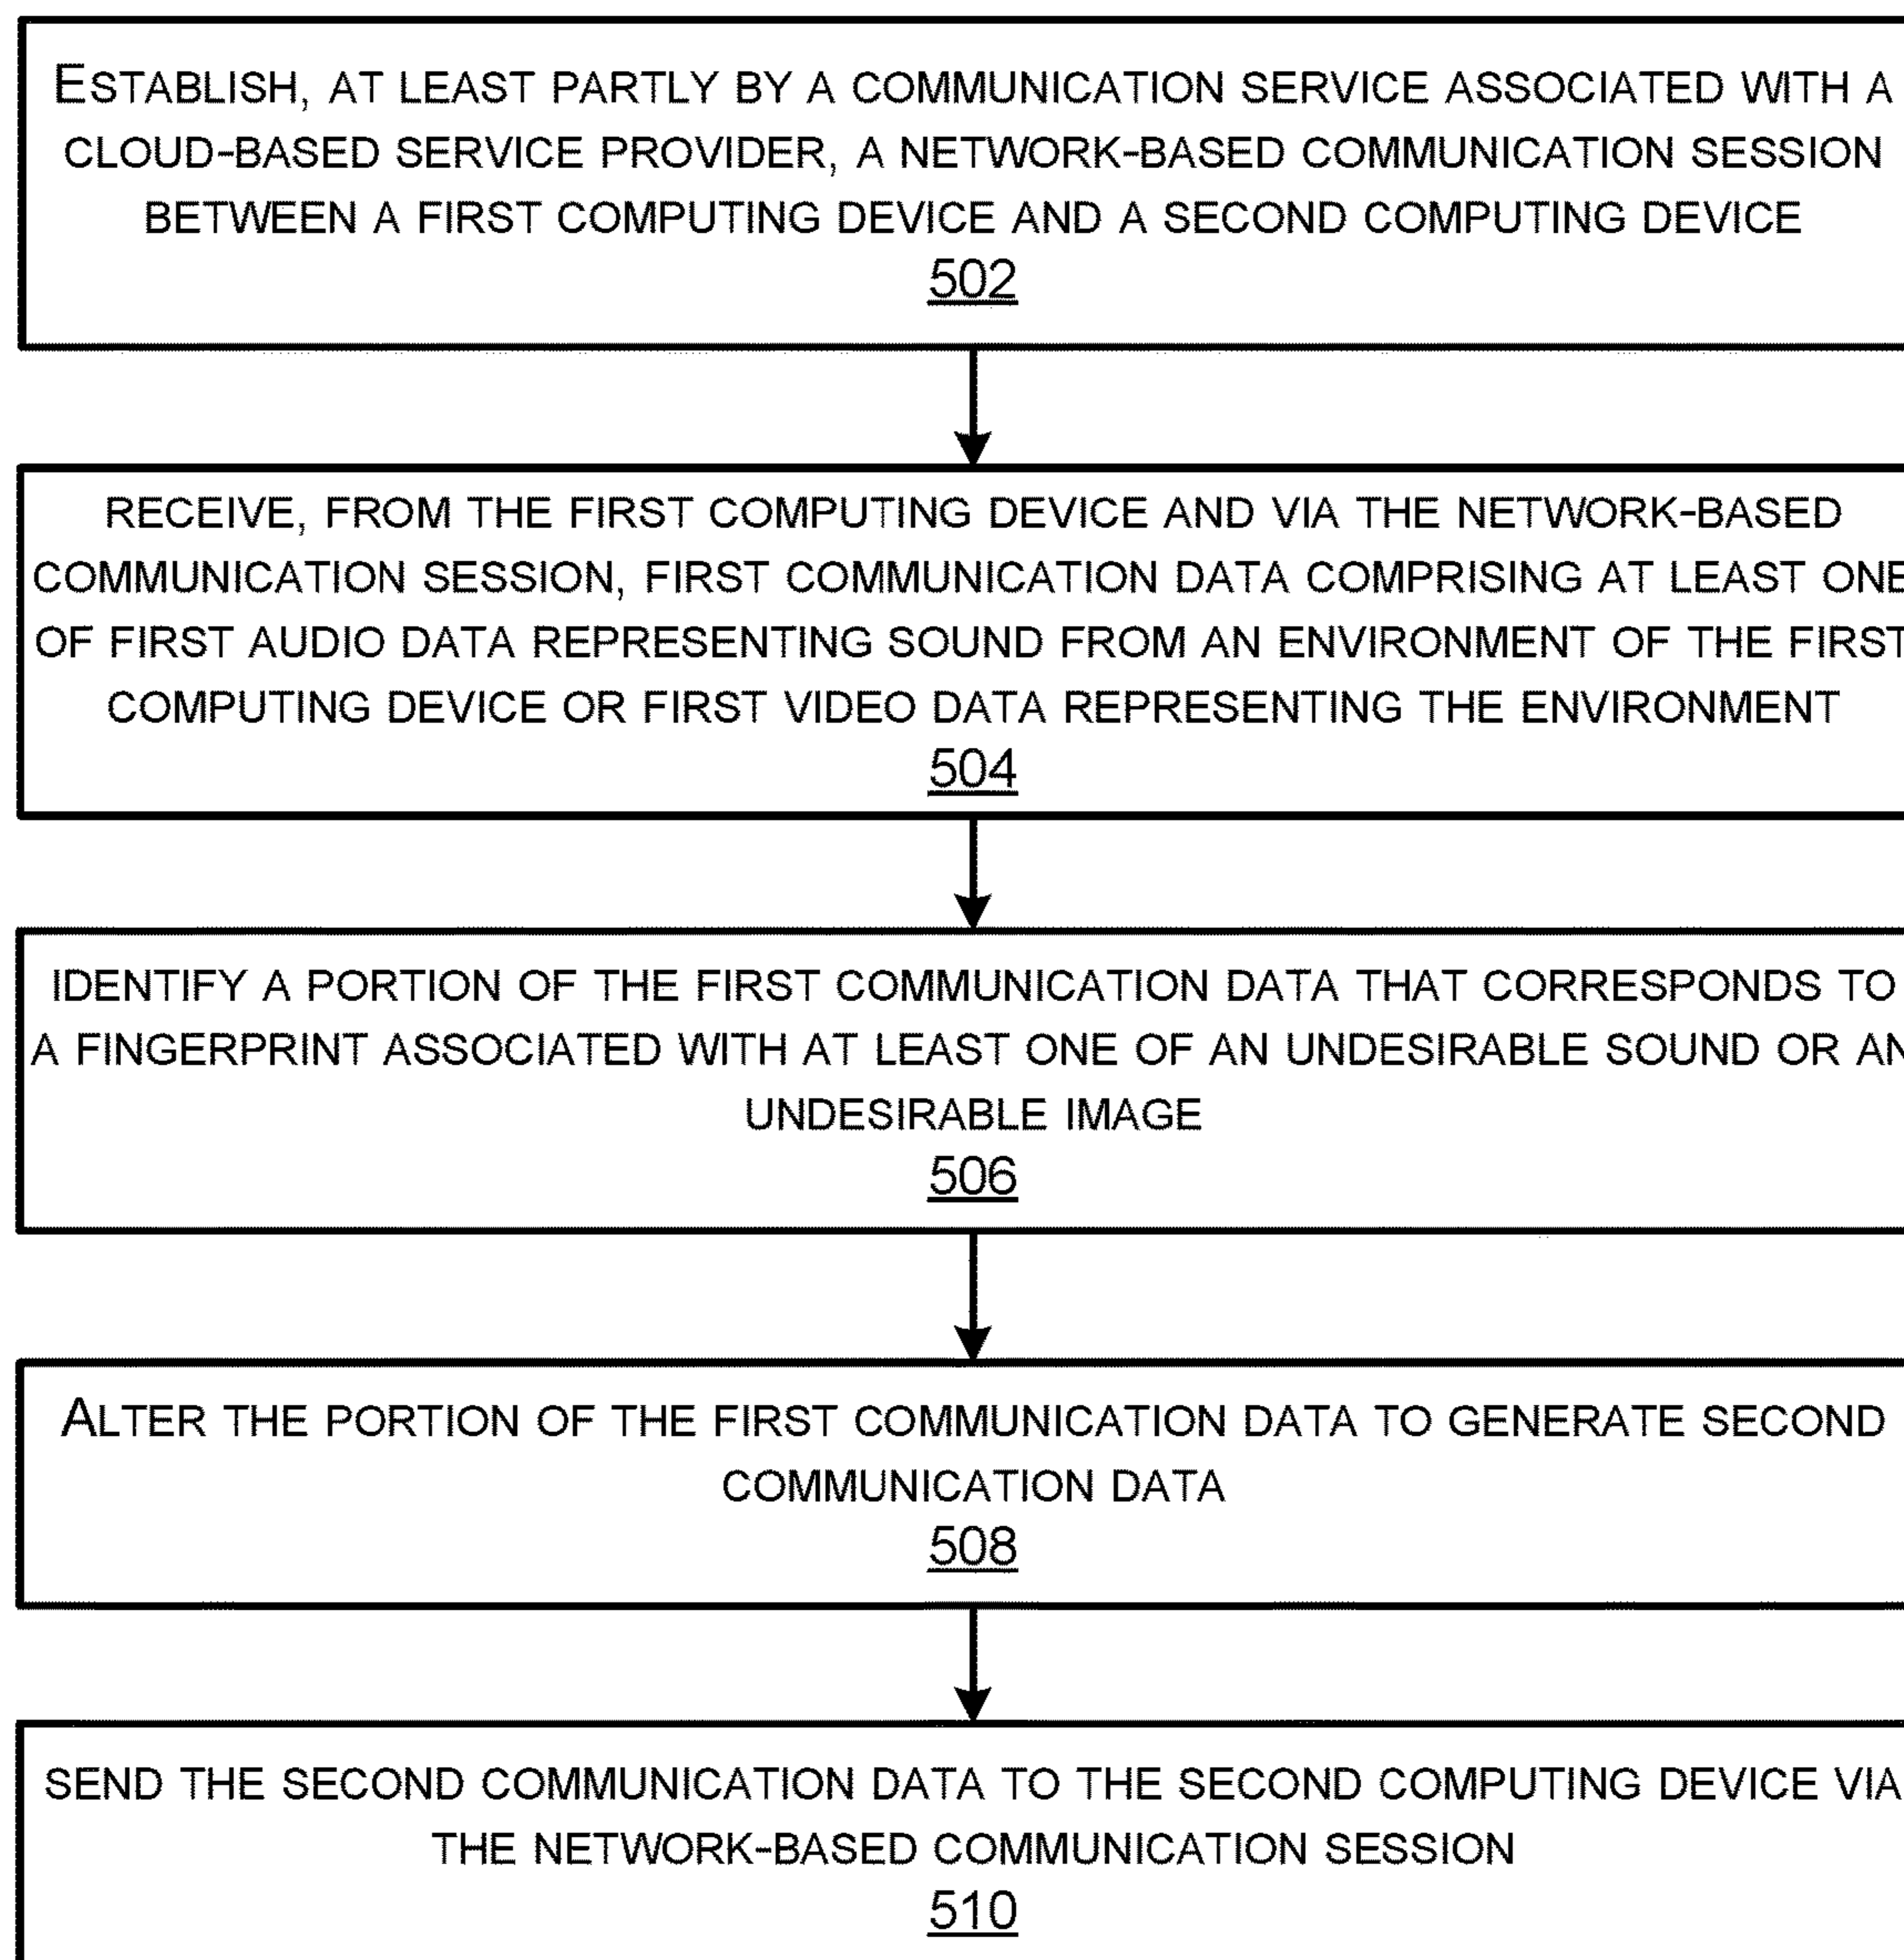 ESTABLISH, AT LEAST PARTLY BY A COMMUNICATION SERVICE ASSOCIATED WITH A
CLOUD-BASED SERVICE PROVIDER, A NETWORK-BASED COMMUNICATION SESSION
BETWEEN A FIRST COMPUTING DEVICE AND A SECOND COMPUTING DEVICE
502
RECEIVE, FROM THE FIRST COMPUTING DEVICE AND VIA THE NETWORK-BASED
COMMUNICATION SESSION, FIRST COMMUNICATION DATA COMPRISING AT LEAST ONE
OF FIRST AUDIO DATA REPRESENTING SOUND FROM AN ENVIRONMENT OF THE FIRST
COMPUTING DEVICE OR FIRST VIDEO DATA REPRESENTING THE ENVIRONMENT
504
IDENTIFY A PORTION OF THE FIRST COMMUNICATION DATA THAT CORRESPONDS TO
A FINGERPRINT ASSOCIATED WITH AT LEAST ONE OF AN UNDESIRABLE SOUND OR AN
UNDESIRABLE IMAGE
506
ALTER THE PORTION OF THE FIRST COMMUNICATION DATA TO GENERATE SECOND
COMMUNICATION DATA
508
SEND THE SECOND COMMUNICATION DATA TO THE SECOND COMPUTING DEVICE VIA
THE NETWORK-BASED COMMUNICATION SESSION
510